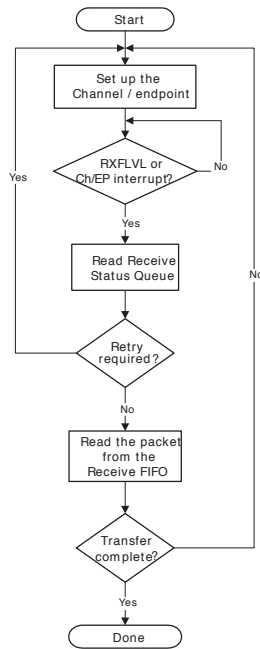 Start
Set up the
Channel / endpoint
RXFLVL or
Ch/EP interrupt?
No
Yes
Yes
Read Receive
Status Queue
No
Retry
required?
No
Read the packet
from the
Receive FIFO
Transfer
complete?
Yes
Done